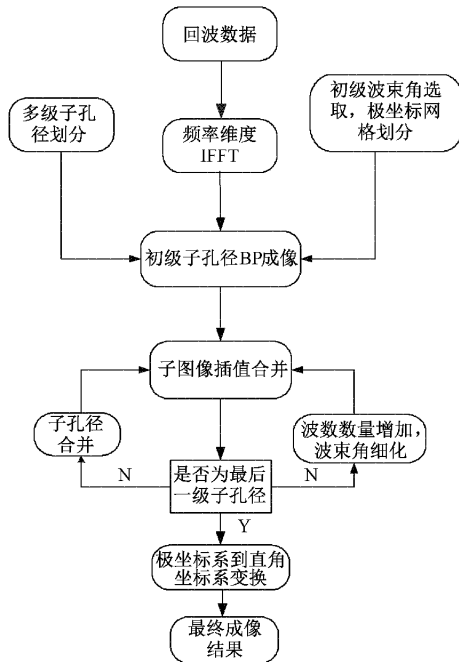 回波数据
多级子孔
径划分
频率维度
IFFT
初级波束角选
取，极坐标网
格划分
初级子孔径BP成像
子图像插值合并
子孔径
合并
波数数量增加，
波束角细化
N
是否为最后
一级子孔径
N
Y
极坐标系到直角
坐标系变换
最终成像
结果